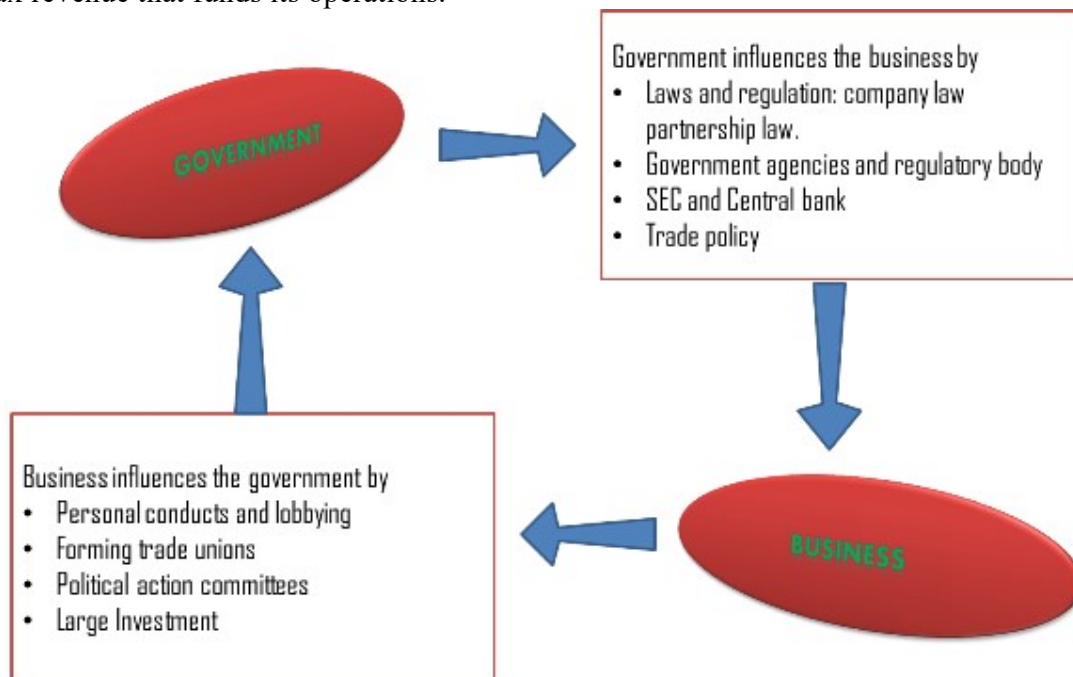 revenue that funds its operations.
GOVERNMENT
Government influences the business by
• Laws and regulation: company law
partnership law.
• Government agencies and regulatory body
• SEC and Central bank
• Trade policy
Business influences the government by
• Personal conducts and lobbying
• Forming trade unions
• Political action committees
• Large Investment
BUSINESS